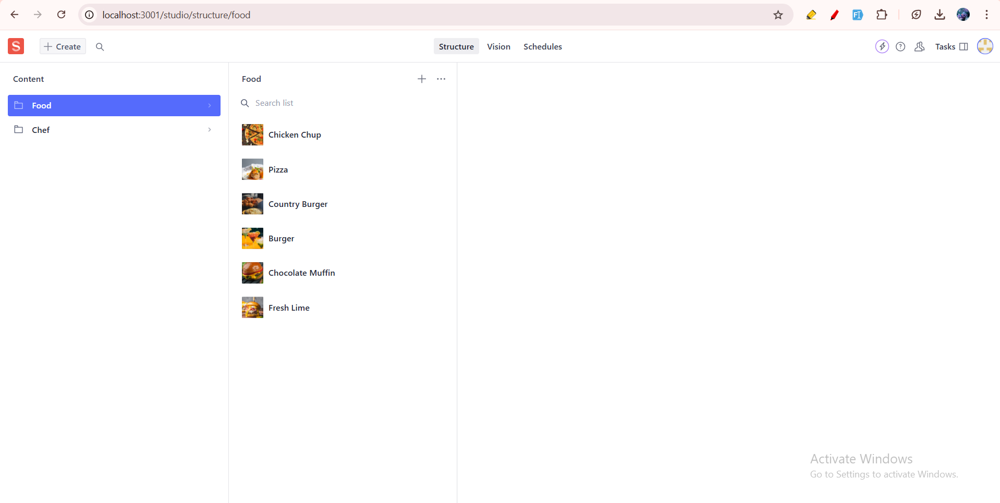 localhost:3001/studio/structure/food
S
Create
Structure
Vision
Schedules
Tasks
Content
Food
Chef
Food
Search list
Chicken Chup
Pizza
Country Burger
Burger
Chocolate Muffin
Fresh Lime
Activate Windows
Go to Settings to activate Windows.